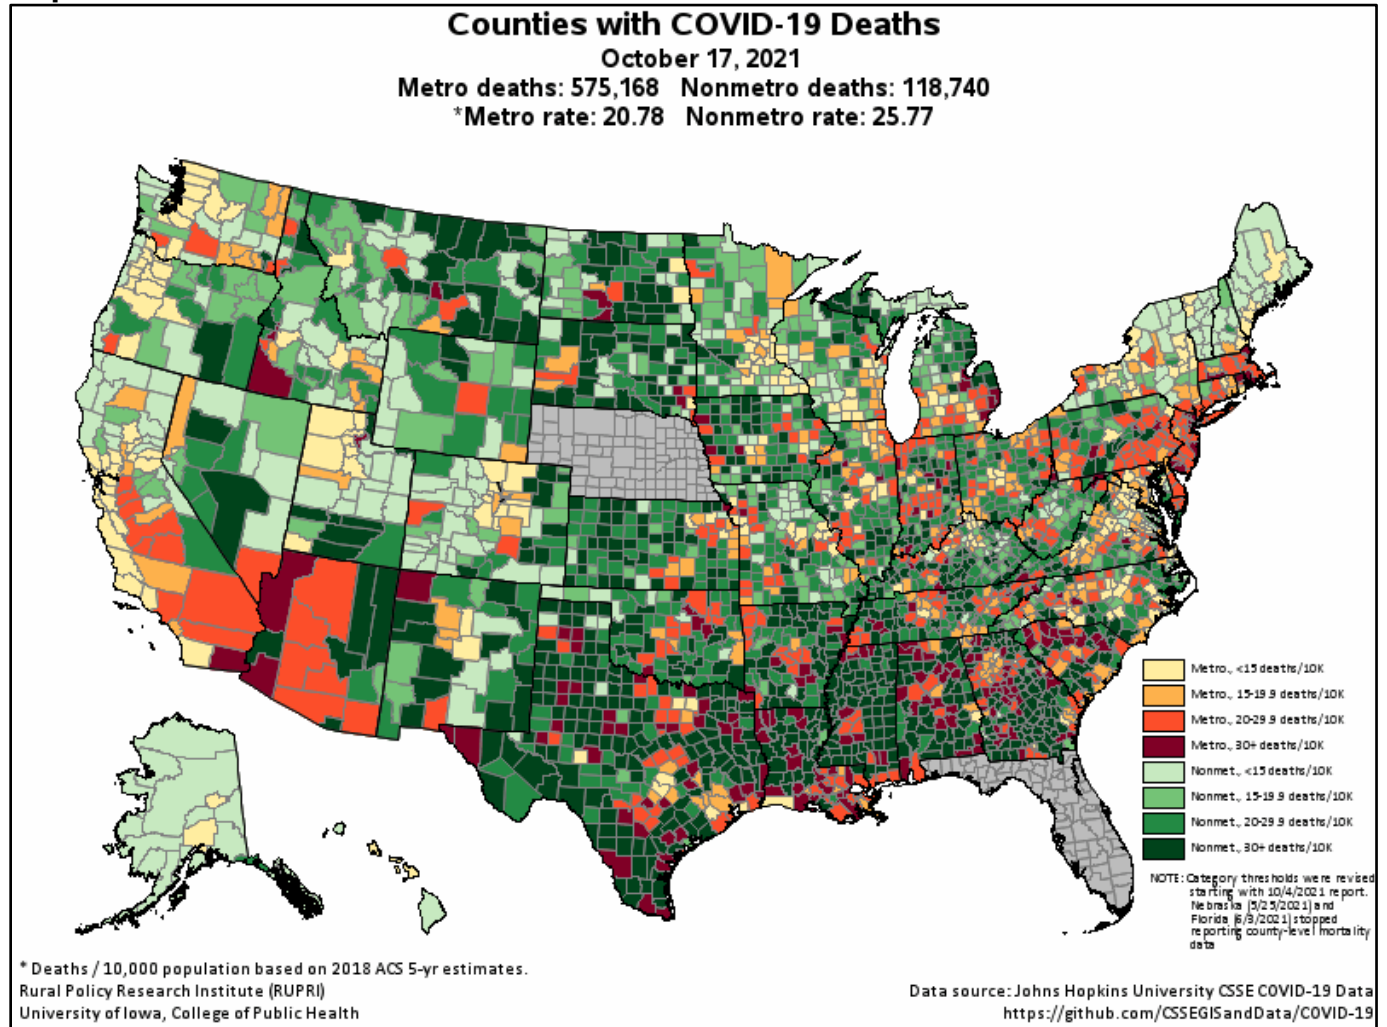 Counties with COVID-19 Deaths
October 17, 2021
Metro deaths: 575,168   Nonmetro deaths: 118,740
*Metro rate: 20.78   Nonmetro rate: 25.77
Metro., <15 deaths/10K
Metro., 15-19.9 deaths/10K
Metro., 20-29.9 deaths/10K
Metro., 30+ deaths/10K
Nonmet., <15 deaths/10K
Nonmet., 15-19.9 deaths/10K
Nonmet., 20-29.9 deaths/10K
Nonmet., 30+ deaths/10K
NOTE: Category thresholds were revised
starting with 10/4/2021 report.
Nebraska (5/25/2021) and
Florida (6/3/2021) stopped
reporting county-level mortality
data
* Deaths / 10,000 population based on 2018 ACS 5-yr estimates.
Rural Policy Research Institute (RUPRI)
University of Iowa, College of Public Health
Data source: Johns Hopkins University CSSE COVID-19 Data
https://github.com/CSSEGISandData/COVID-19